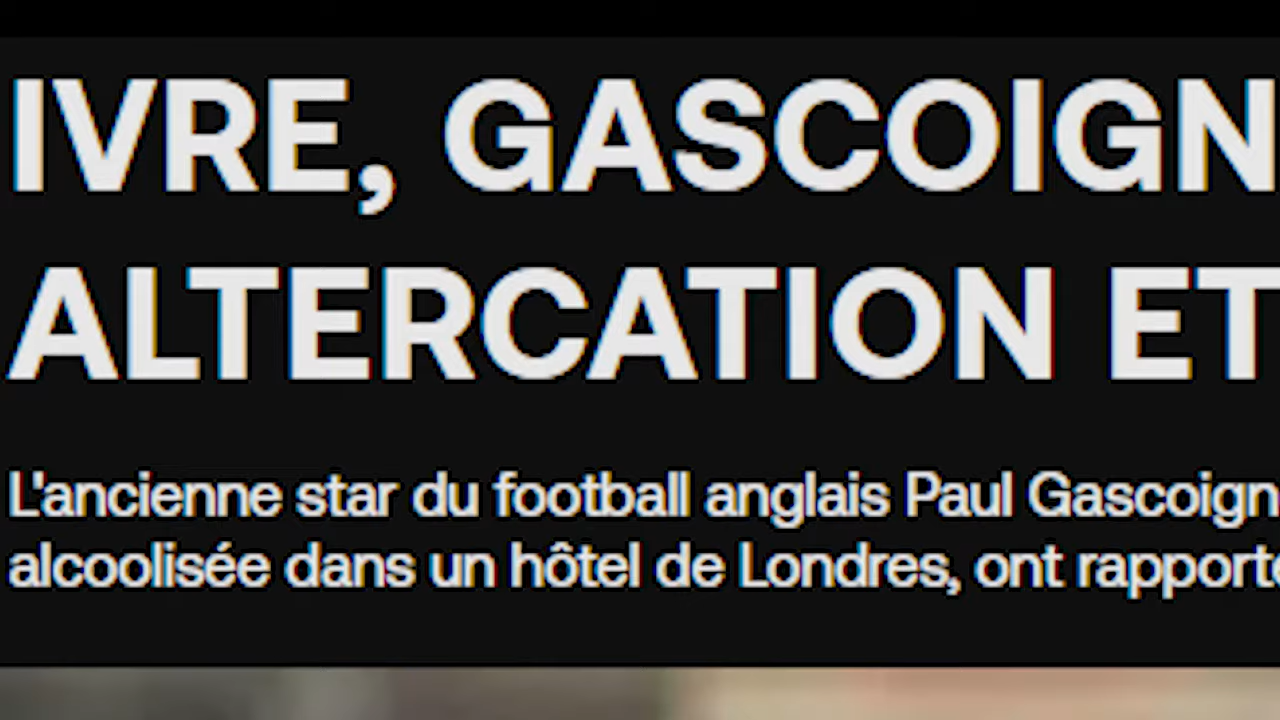 IVRE, GASCOIGN
ALTERCATION ET
L'ancienne star du football anglais Paul Gascoign
alcoolisée dans un hôtel de Londres, ont rapporte